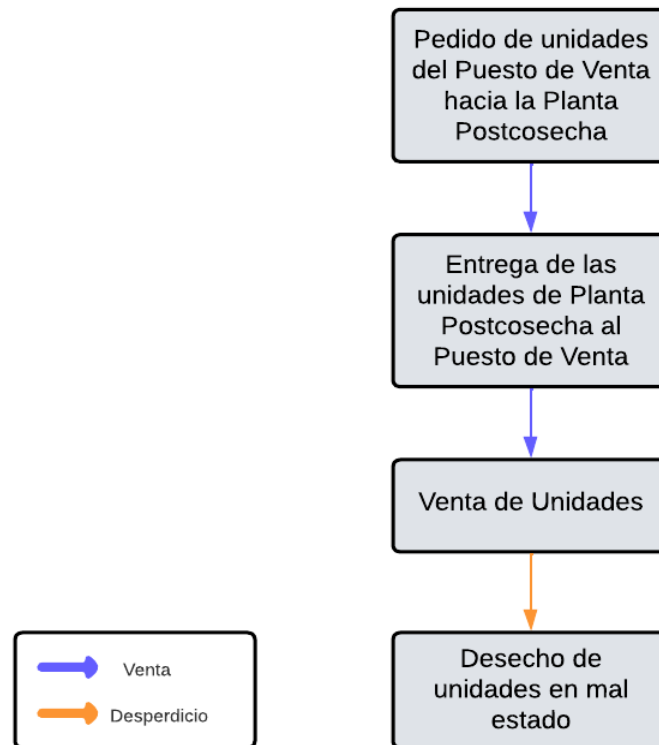 Pedido de unidades
del Puesto de Venta
hacia la Planta
Postcosecha
Entrega de las
unidades de Planta
Postcosecha al
Puesto de Venta
Venta de Unidades
Desecho de
unidades en mal
estado
Venta
Desperdicio